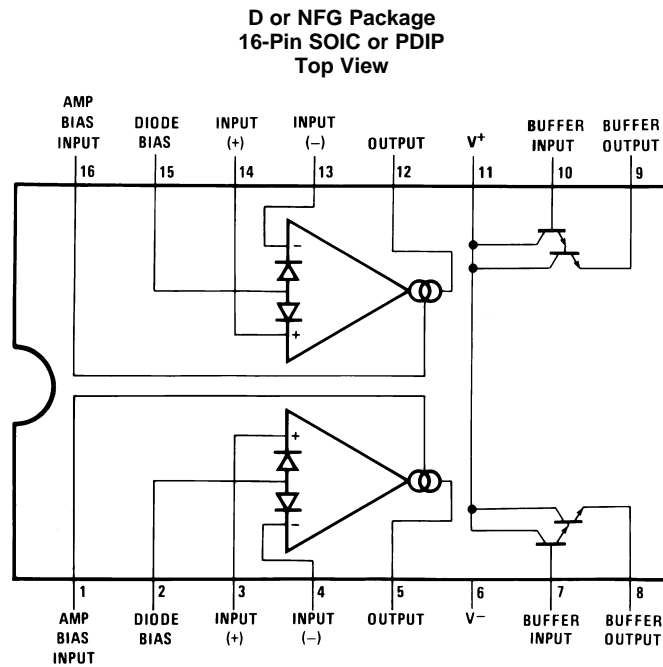 D or NFG Package
16-Pin SOIC or PDIP
Top View
AMP
BIAS
INPUT
DIODE
BIAS
INPUT
(+)
INPUT
(−)
OUTPUT
V+
BUFFER
INPUT
BUFFER
OUTPUT
16 15 14 13 12 11 10 9
−
+
+
−
1 2 3 4 5 6 7 8
AMP
BIAS
INPUT
DIODE
BIAS
INPUT
(+)
INPUT
(−)
OUTPUT
V−
BUFFER
INPUT
BUFFER
OUTPUT